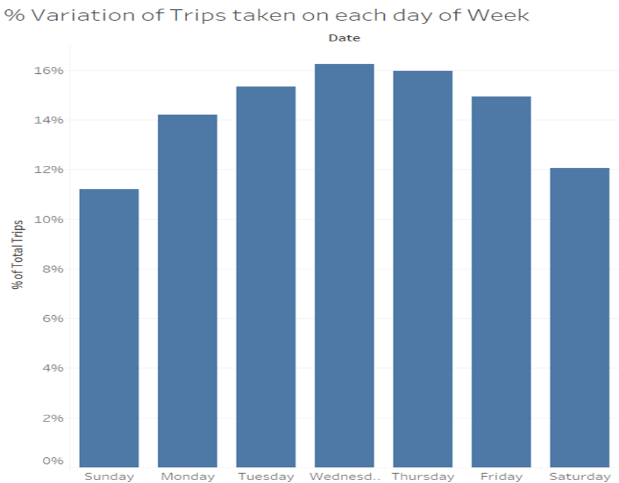 % Variation of Trips taken on each day of Week
Date
16%
14%
12%
10%
8%
6%
4%
2%
0%
% of Total Trips
Sunday Monday Tuesday Wednesd.. Thursday Friday Saturday